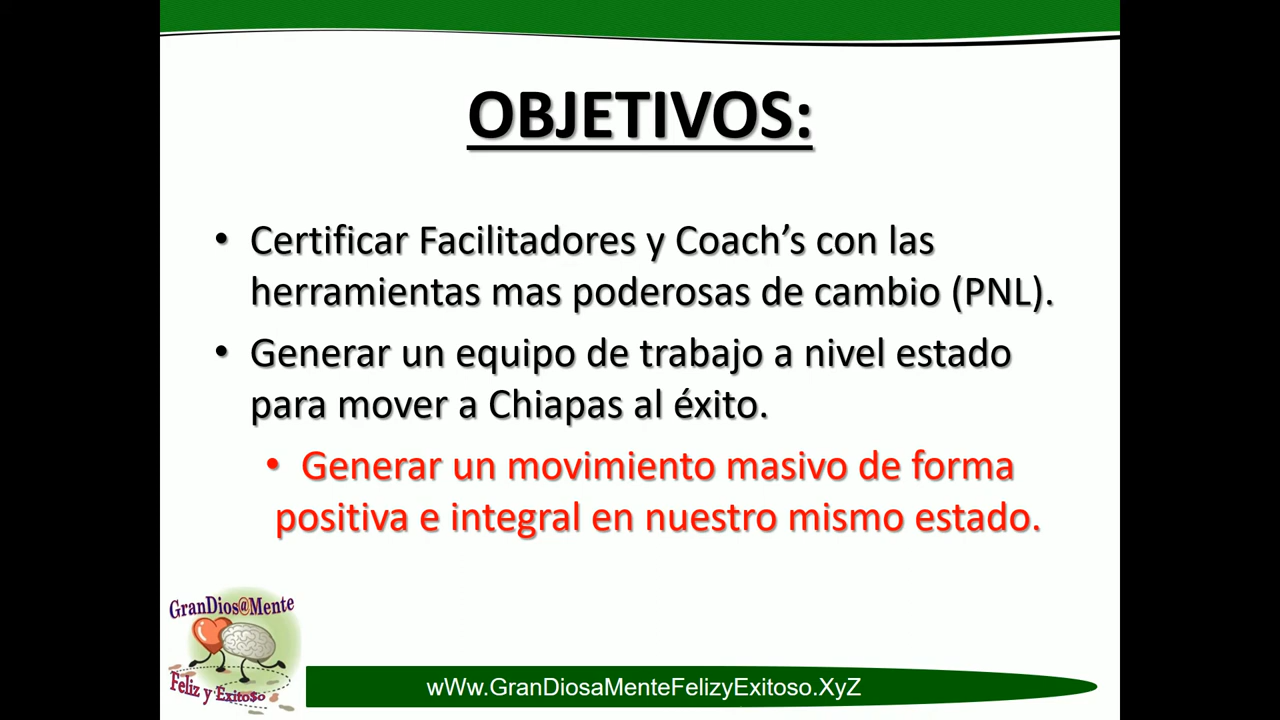 OBJETIVOS:
• Certificar Facilitadores y Coach’s con las
herramientas mas poderosas de cambio (PNL).
• Generar un equipo de trabajo a nivel estado
para mover a Chiapas al éxito.
• Generar un movimiento masivo de forma
positiva e integral en nuestro mismo estado.
GranDios@Mente
Feliz y Exito$o
wWw.GranDiosaMenteFelizyExitoso.XyZ